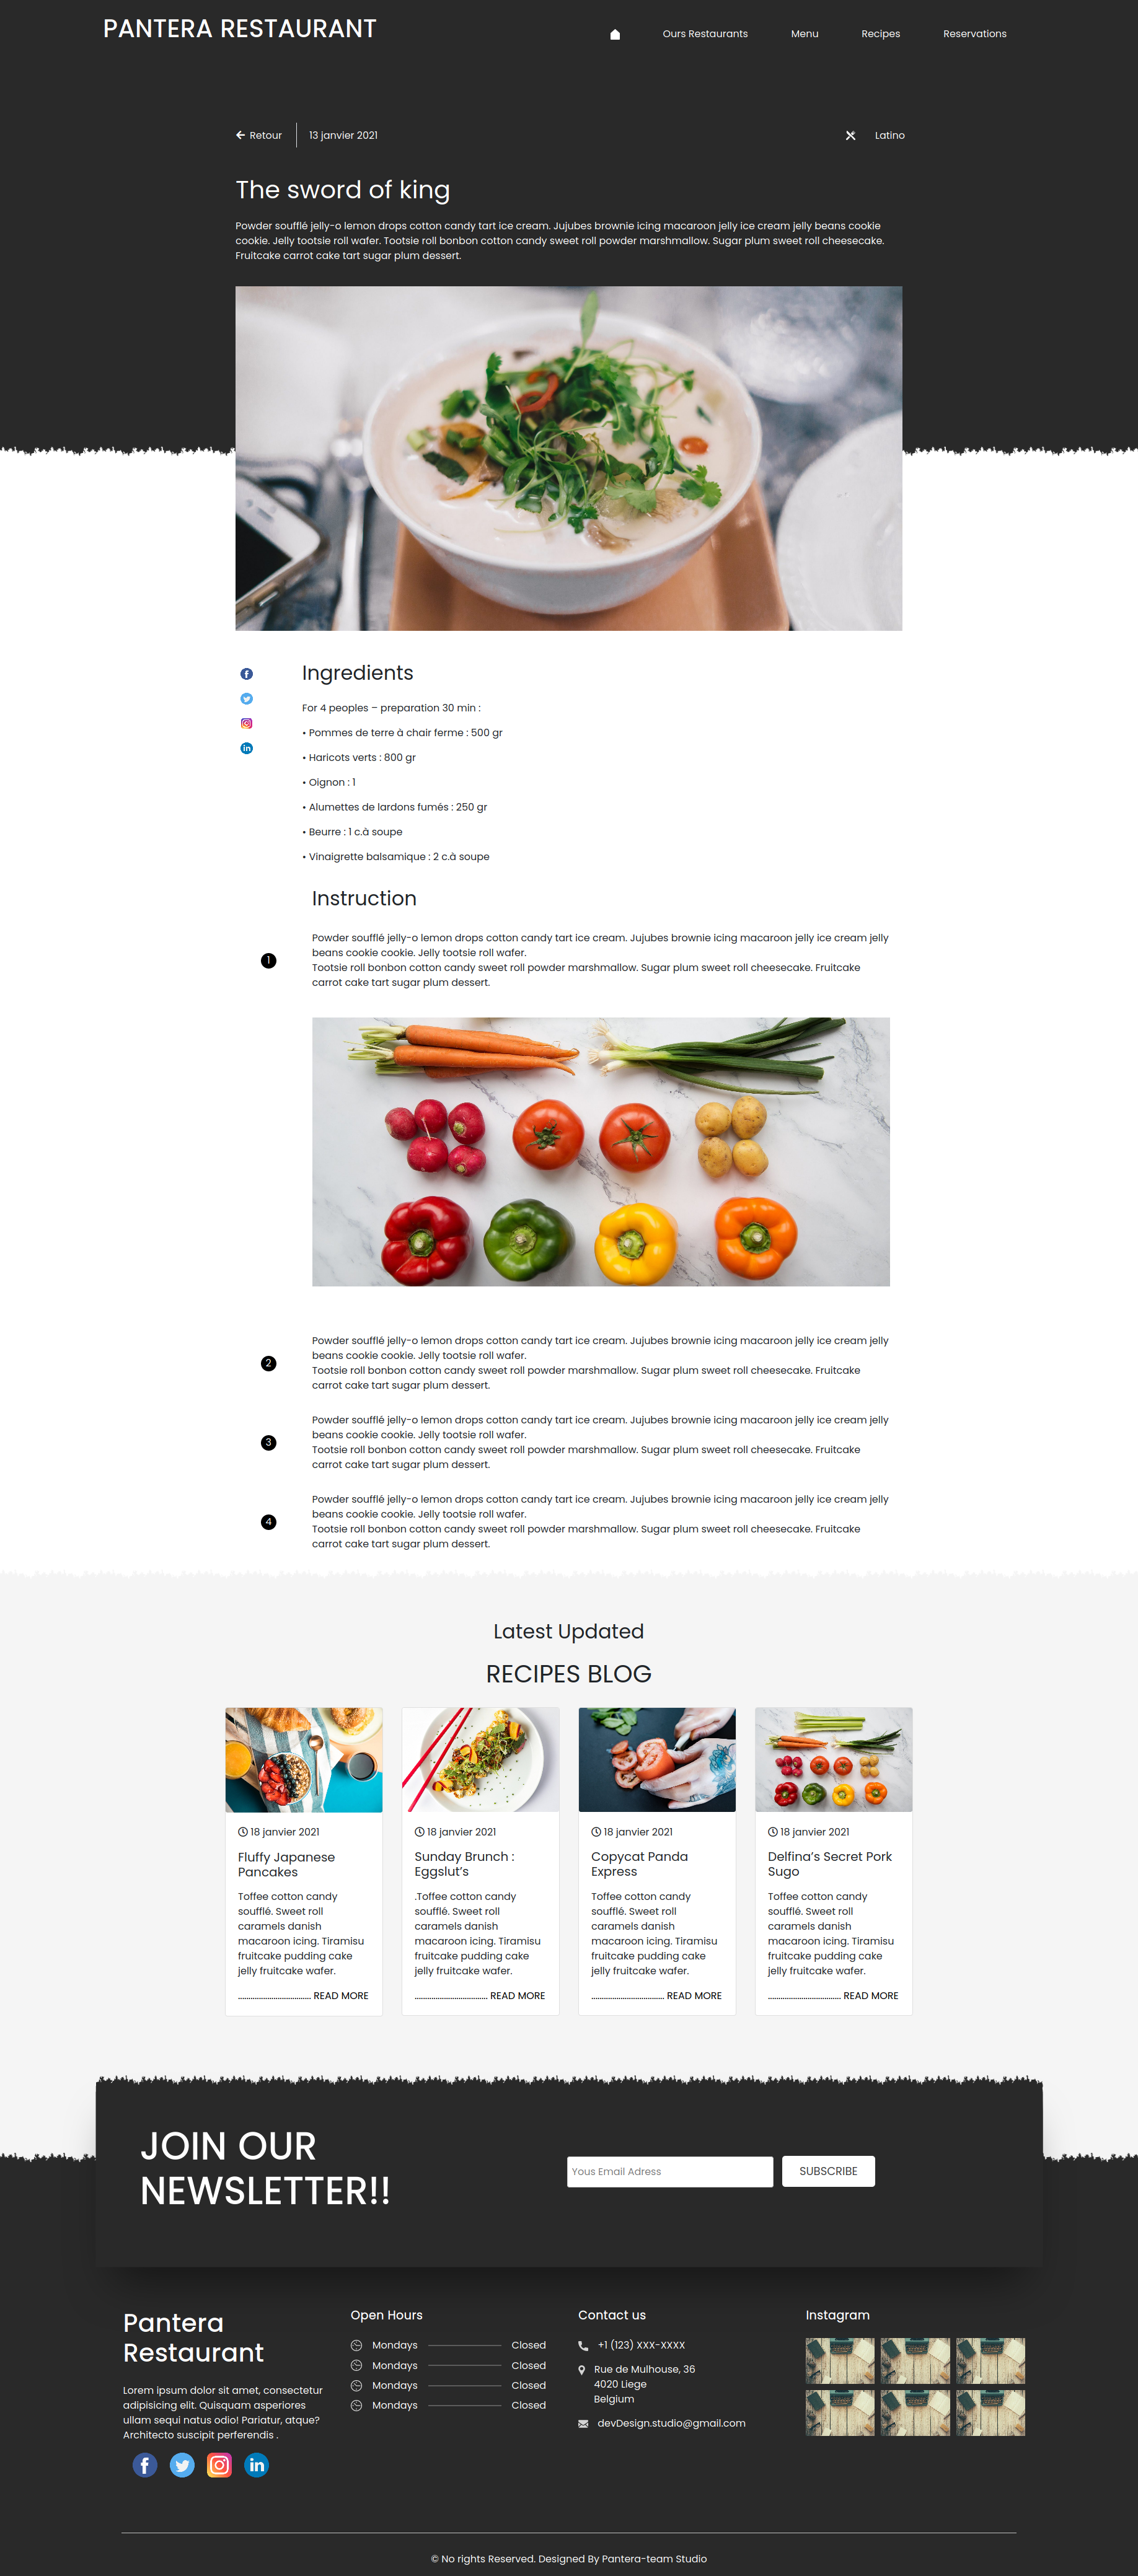 PANTERA RESTAURANT
Ours Restaurants Menu Recipes Reservations
Retour 13 janvier 2021 Latino
The sword of king
Powder soufflé jelly-o lemon drops cotton candy tart ice cream. Jujubes brownie icing macaroon jelly ice cream jelly beans cookie
cookie. Jelly tootsie roll wafer. Tootsie roll bonbon cotton candy sweet roll powder marshmallow. Sugar plum sweet roll cheesecake.
Fruitcake carrot cake tart sugar plum dessert.
Ingredients
For 4 peoples – preparation 30 min :
• Pommes de terre à chair ferme : 500 gr
• Haricots verts : 800 gr
• Oignon : 1
• Alumettes de lardons fumés : 250 gr
• Beurre : 1 c.à soupe
• Vinaigrette balsamique : 2 c.à soupe
Instruction
1
Powder soufflé jelly-o lemon drops cotton candy tart ice cream. Jujubes brownie icing macaroon jelly ice cream jelly
beans cookie cookie. Jelly tootsie roll wafer.
Tootsie roll bonbon cotton candy sweet roll powder marshmallow. Sugar plum sweet roll cheesecake. Fruitcake
carrot cake tart sugar plum dessert.
2
Powder soufflé jelly-o lemon drops cotton candy tart ice cream. Jujubes brownie icing macaroon jelly ice cream jelly
beans cookie cookie. Jelly tootsie roll wafer.
Tootsie roll bonbon cotton candy sweet roll powder marshmallow. Sugar plum sweet roll cheesecake. Fruitcake
carrot cake tart sugar plum dessert.
3
Powder soufflé jelly-o lemon drops cotton candy tart ice cream. Jujubes brownie icing macaroon jelly ice cream jelly
beans cookie cookie. Jelly tootsie roll wafer.
Tootsie roll bonbon cotton candy sweet roll powder marshmallow. Sugar plum sweet roll cheesecake. Fruitcake
carrot cake tart sugar plum dessert.
4
Powder soufflé jelly-o lemon drops cotton candy tart ice cream. Jujubes brownie icing macaroon jelly ice cream jelly
beans cookie cookie. Jelly tootsie roll wafer.
Tootsie roll bonbon cotton candy sweet roll powder marshmallow. Sugar plum sweet roll cheesecake. Fruitcake
carrot cake tart sugar plum dessert.
Latest Updated
RECIPES BLOG
18 janvier 2021
Fluffy Japanese
Pancakes
Toffee cotton candy
soufflé. Sweet roll
caramels danish
macaroon icing. Tiramisu
fruitcake pudding cake
jelly fruitcake wafer.
................................... READ MORE
18 janvier 2021
Sunday Brunch :
Eggslut’s
.Toffee cotton candy
soufflé. Sweet roll
caramels danish
macaroon icing. Tiramisu
fruitcake pudding cake
jelly fruitcake wafer.
................................... READ MORE
18 janvier 2021
Copycat Panda
Express
Toffee cotton candy
soufflé. Sweet roll
caramels danish
macaroon icing. Tiramisu
fruitcake pudding cake
jelly fruitcake wafer.
................................... READ MORE
18 janvier 2021
Delfina’s Secret Pork
Sugo
Toffee cotton candy
soufflé. Sweet roll
caramels danish
macaroon icing. Tiramisu
fruitcake pudding cake
jelly fruitcake wafer.
................................... READ MORE
JOIN OUR
NEWSLETTER!!
Yous Email Adress
SUBSCRIBE
Pantera
Restaurant
Lorem ipsum dolor sit amet, consectetur
adipisicing elit. Quisquam asperiores
ullam sequi natus odio! Pariatur, atque?
Architecto suscipit perferendis .
Open Hours
Mondays Closed
Mondays Closed
Mondays Closed
Mondays Closed
Contact us
+1 (123) XXX-XXXX
Rue de Mulhouse, 36
4020 Liege
Belgium
devDesign.studio@gmail.com
Instagram
© No rights Reserved. Designed By Pantera-team Studio